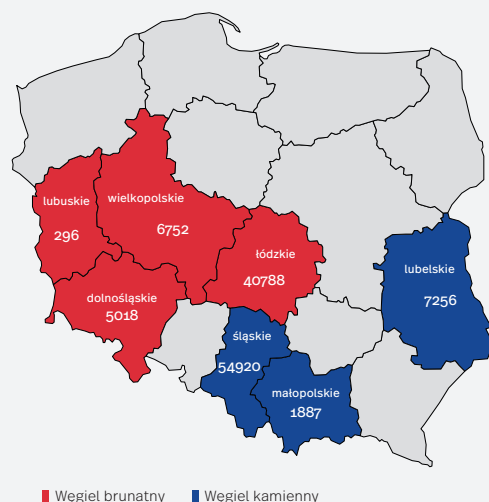 lubuskie
296
wielkopolskie
6752
łódzkie
40788
dolnośląskie
5018
lubelskie
7256
śląskie
54920
małopolskie
1887
Węgiel brunatny
Węgiel kamienny